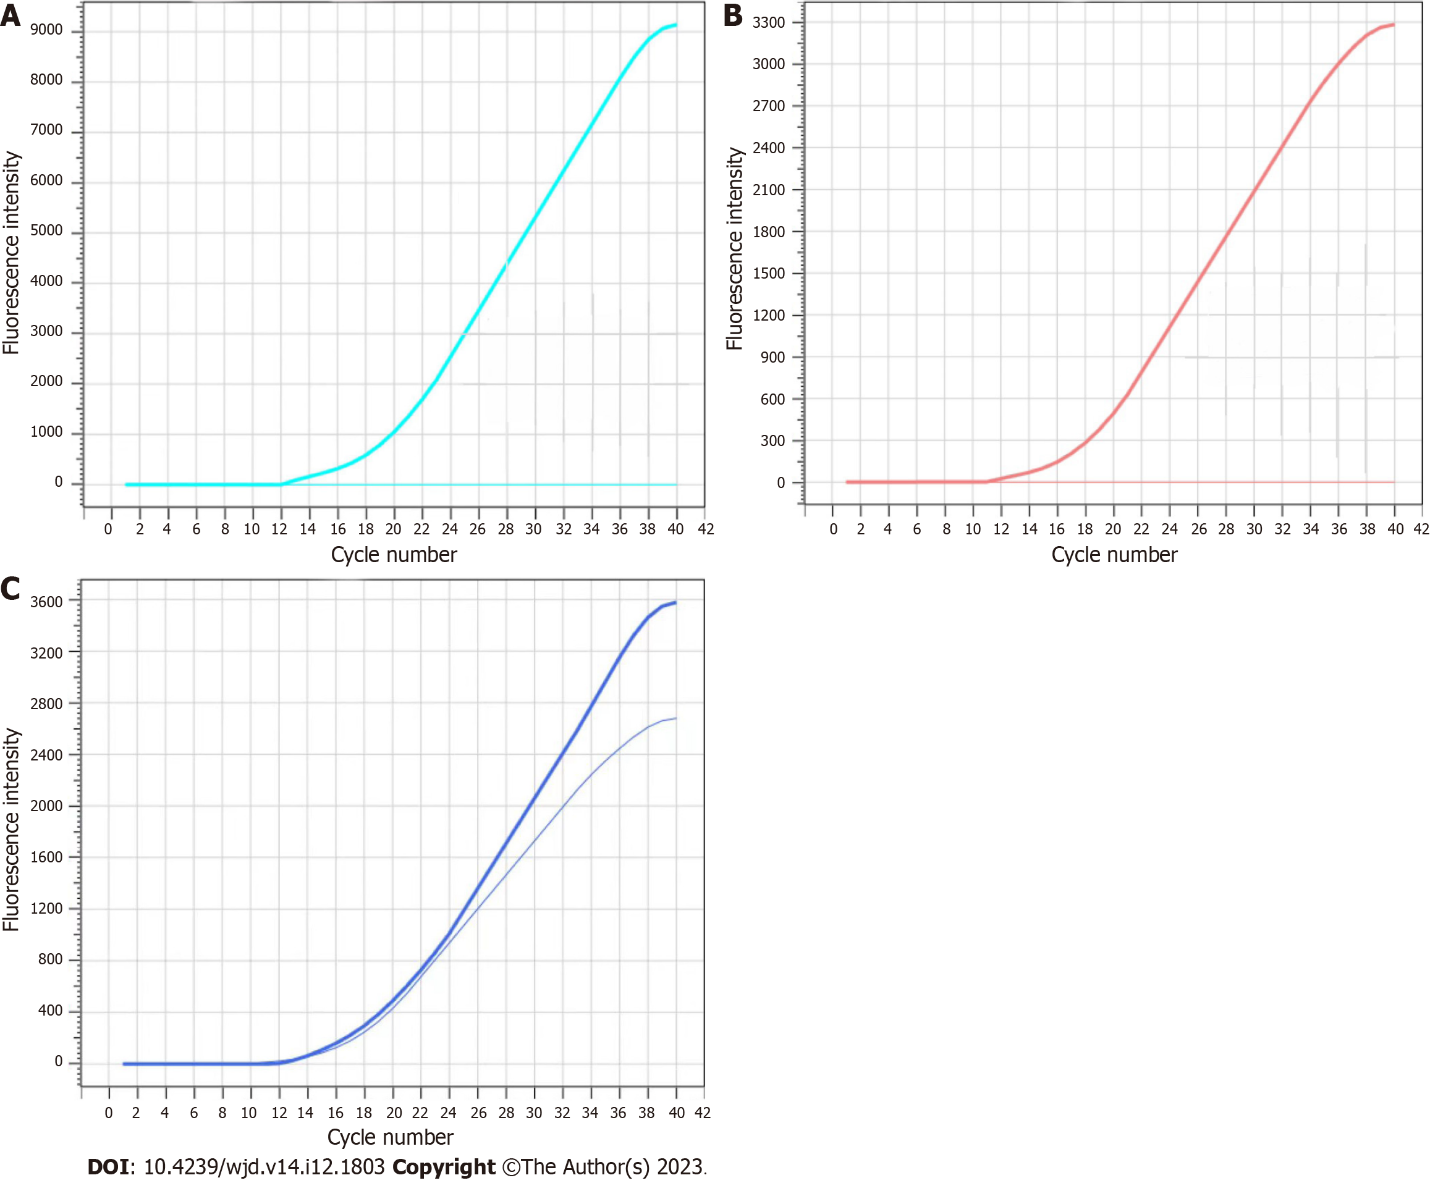 A
Fluorescence intensity
9000
8000
7000
6000
5000
4000
3000
2000
1000
0
0 2 4 6 8 10 12 14 16 18 20 22 24 26 28 30 32 34 36 38 40 42
Cycle number
B
Fluorescence intensity
3300
3000
2700
2400
2100
1800
1500
1200
900
600
300
0
0 2 4 6 8 10 12 14 16 18 20 22 24 26 28 30 32 34 36 38 40 42
Cycle number
C
Fluorescence intensity
3600
3200
2800
2400
2000
1600
1200
800
400
0
0 2 4 6 8 10 12 14 16 18 20 22 24 26 28 30 32 34 36 38 40 42
Cycle number
DOI: 10.4239/wjd.v14.i12.1803 Copyright ©The Author(s) 2023.